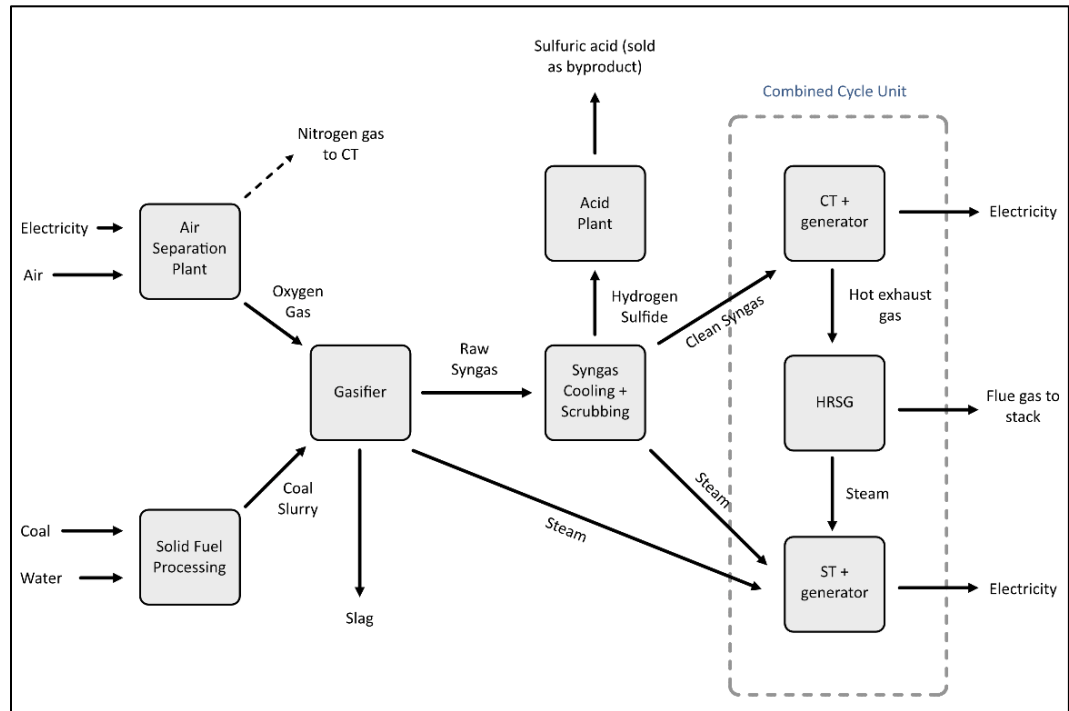 Sulfuric acid (sold
as byproduct)
Combined Cycle Unit
Nitrogen gas
to CT
Electricity
Air
Air
Separation
Plant
Acid
Plant
CT +
generator
Electricity
Oxygen
Gas
Hydrogen
Sulfide
Clean Syngas
Hot exhaust
gas
Gasifier
Raw
Syngas
Syngas
Cooling +
Scrubbing
HRSG
Flue gas to
stack
Coal
Slurry
Steam
Steam
Steam
Coal
Water
Solid Fuel
Processing
Slag
ST +
generator
Electricity